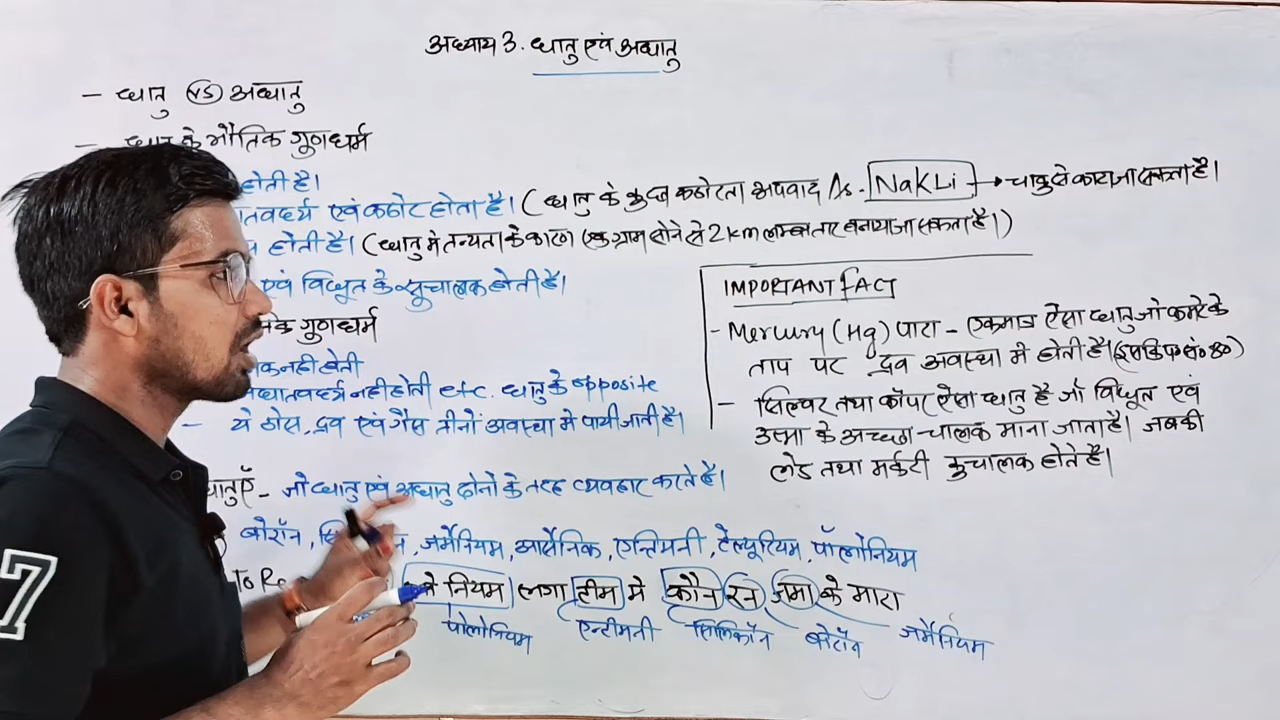 अध्याय 3. धातु एवं अधातु
- धातु VS अधातु
- धातु के भौतिक गुणधर्म
होती है।
एवं कठोर होता है। (धातु के कुछ कठोरता अपवाद As. NaKLi → चाकू से काटा जा सकता है।
होती है। (धातु में तन्यता के कारण एक ग्राम सोने से 2 km लम्बा तार बनाया जा सकता है।)
एवं विधुत के सुचालक होती है।
गुणधर्म
नही होती
नही होती etc. धातु के opposite
- ये ठोस, द्रव एवं गैस तीनों अवस्था मे पायी जाती है।
- जो धातु एवं अधातु दोनों के तरह व्यवहार करते है।
बोरॉन, जर्मेनियम, आर्सेनिक, एन्तिमनी, टेल्यूरियम, पॉलोनियम
To नियम लगा टीम मे कौन रन जमा के मारा
पोलोनियम एन्टीमनी सिलिकॉन बोरॉन जर्मेनियम
IMPORTANT FACT
- Mercury (Hg) पारा - एकमात्र ऐसा धातु जो कमरे के
ताप पर द्रव अवस्था मे होती है।
- सिल्वर तथा कॉपर ऐसा धातु है जो विधुत एवं
उष्मा के अच्छा चालक माना जाता है। जबकी
लेड तथा मर्करी कुचालक होते है।
7